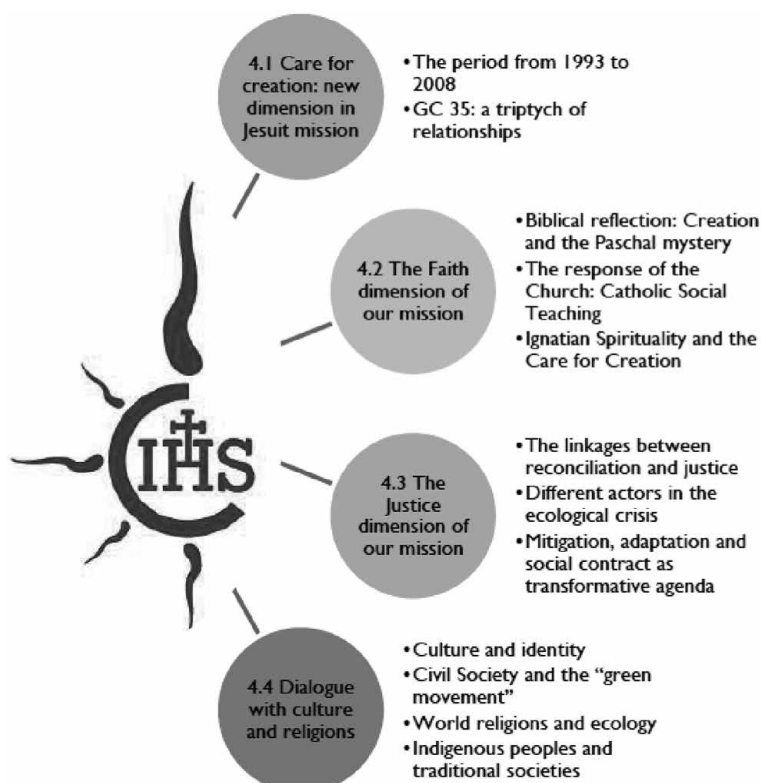 4.1 Care for
creation: new
dimension in
Jesuit mission
•The period from 1993 to
2008
•GC 35: a triptych of
relationships
4.2 The Faith
dimension of
our mission
•Biblical reflection: Creation
and the Paschal mystery
•The response of the
Church: Catholic Social
Teaching
•Ignatian Spirituality and the
Care for Creation
IHS
4.3 The
Justice
dimension of
our mission
•The linkages between
reconciliation and justice
•Different actors in the
ecological crisis
•Mitigation, adaptation and
social contract as
transformative agenda
4.4 Dialogue
with culture
and religions
•Culture and identity
•Civil Society and the “green
movement”
•World religions and ecology
•Indigenous peoples and
traditional societies